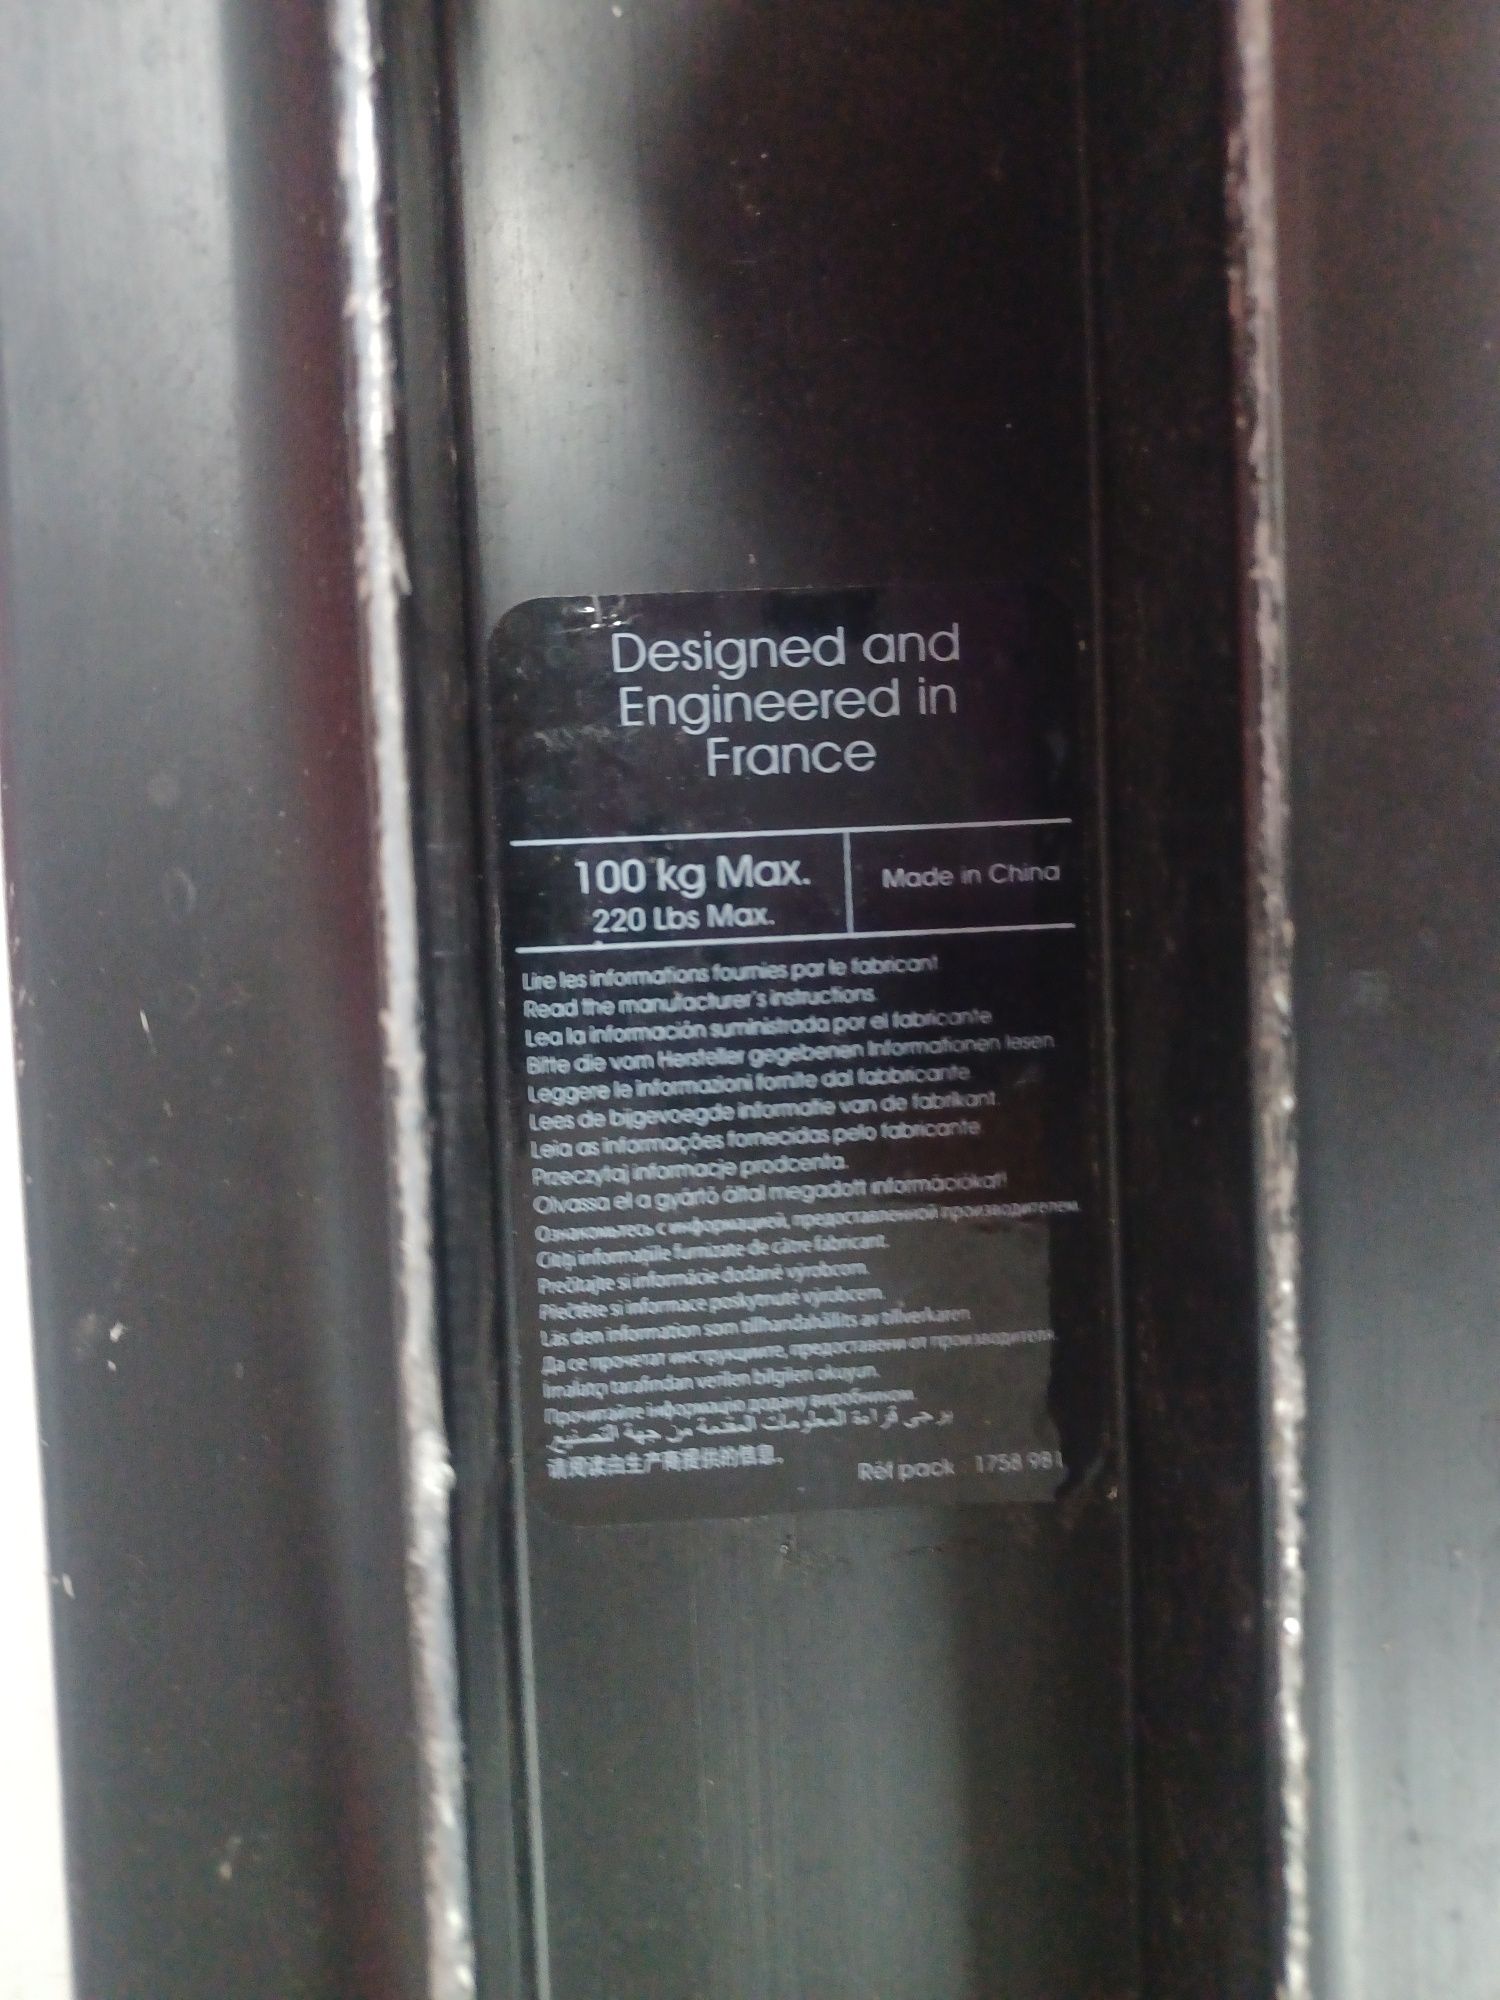 Designed and
Engineered in
France
100 kg Max.
220 Lbs Max.
Made in China
Lire les informations fournies par le fabricant
Read the manufacturer's instructions
Lea la información suministrada por el fabricante
Bitte die vom Hersteller gegebenen Informationen lesen.
Leggere le informazioni fornite dal fabbricante
Lees de bijgevoegde informatie van de fabrikant.
Leia as informações fornecidas pelo fabricante
Przeczytaj informacje prodcenta.
Olvassa el a gyártó által megadott információkat!
Ознакомьтесь с информацией, предоставленной производителем.
Citiți informațiile furnizate de către fabricant.
Prečítajte si informácie dodané výrobcom.
Přečtěte si informace poskytnuté výrobcem.
Läs den information som tillhandahållits av tillverkaren
Да се прочетат инструкциите, предоставени от производителя.
Imalatçı tarafından verilen bilgileri okuyun.
Прочитайте інформацію додану виробником.
يرجى قراءة المعلومات المقدمة من جهة التصنيع.
请阅读由生产商提供的信息。
Réf pack : 1758 981